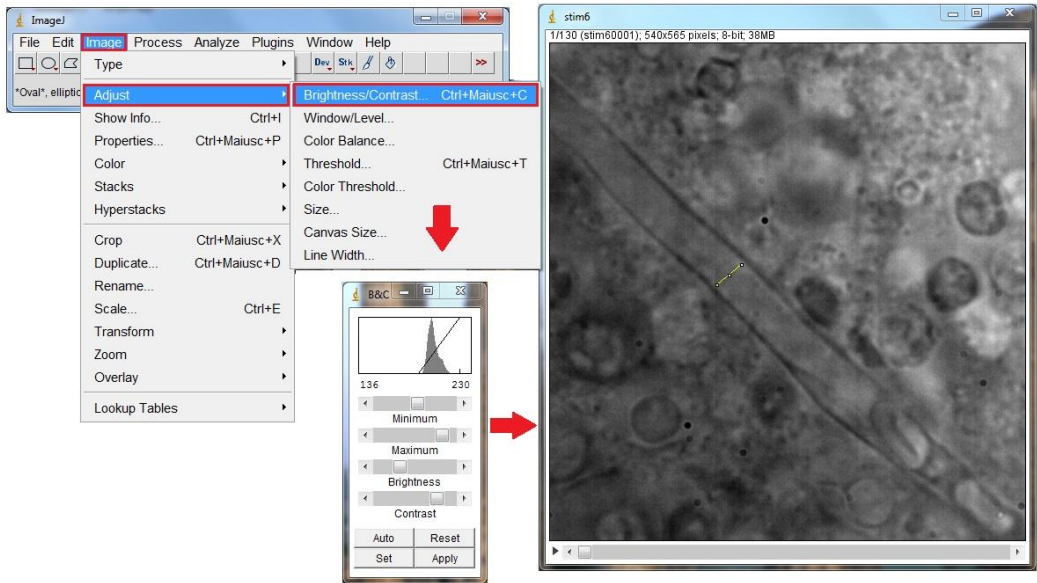 ImageJ
File Edit Image Process Analyze Plugins Window Help
Dev Stk >>
*Oval*, elliptic
Type
Adjust
Show Info... Ctrl+I
Properties... Ctrl+Maiusc+P
Color
Stacks
Hyperstacks
Crop Ctrl+Maiusc+X
Duplicate... Ctrl+Maiusc+D
Rename...
Scale... Ctrl+E
Transform
Zoom
Overlay
Lookup Tables
Brightness/Contrast... Ctrl+Maiusc+C
Window/Level...
Color Balance...
Threshold... Ctrl+Maiusc+T
Color Threshold...
Size...
Canvas Size...
Line Width...
B&C
136 230
Minimum
Maximum
Brightness
Contrast
Auto Reset
Set Apply
stim6
1/130 (stim60001); 540x565 pixels; 8-bit; 38MB